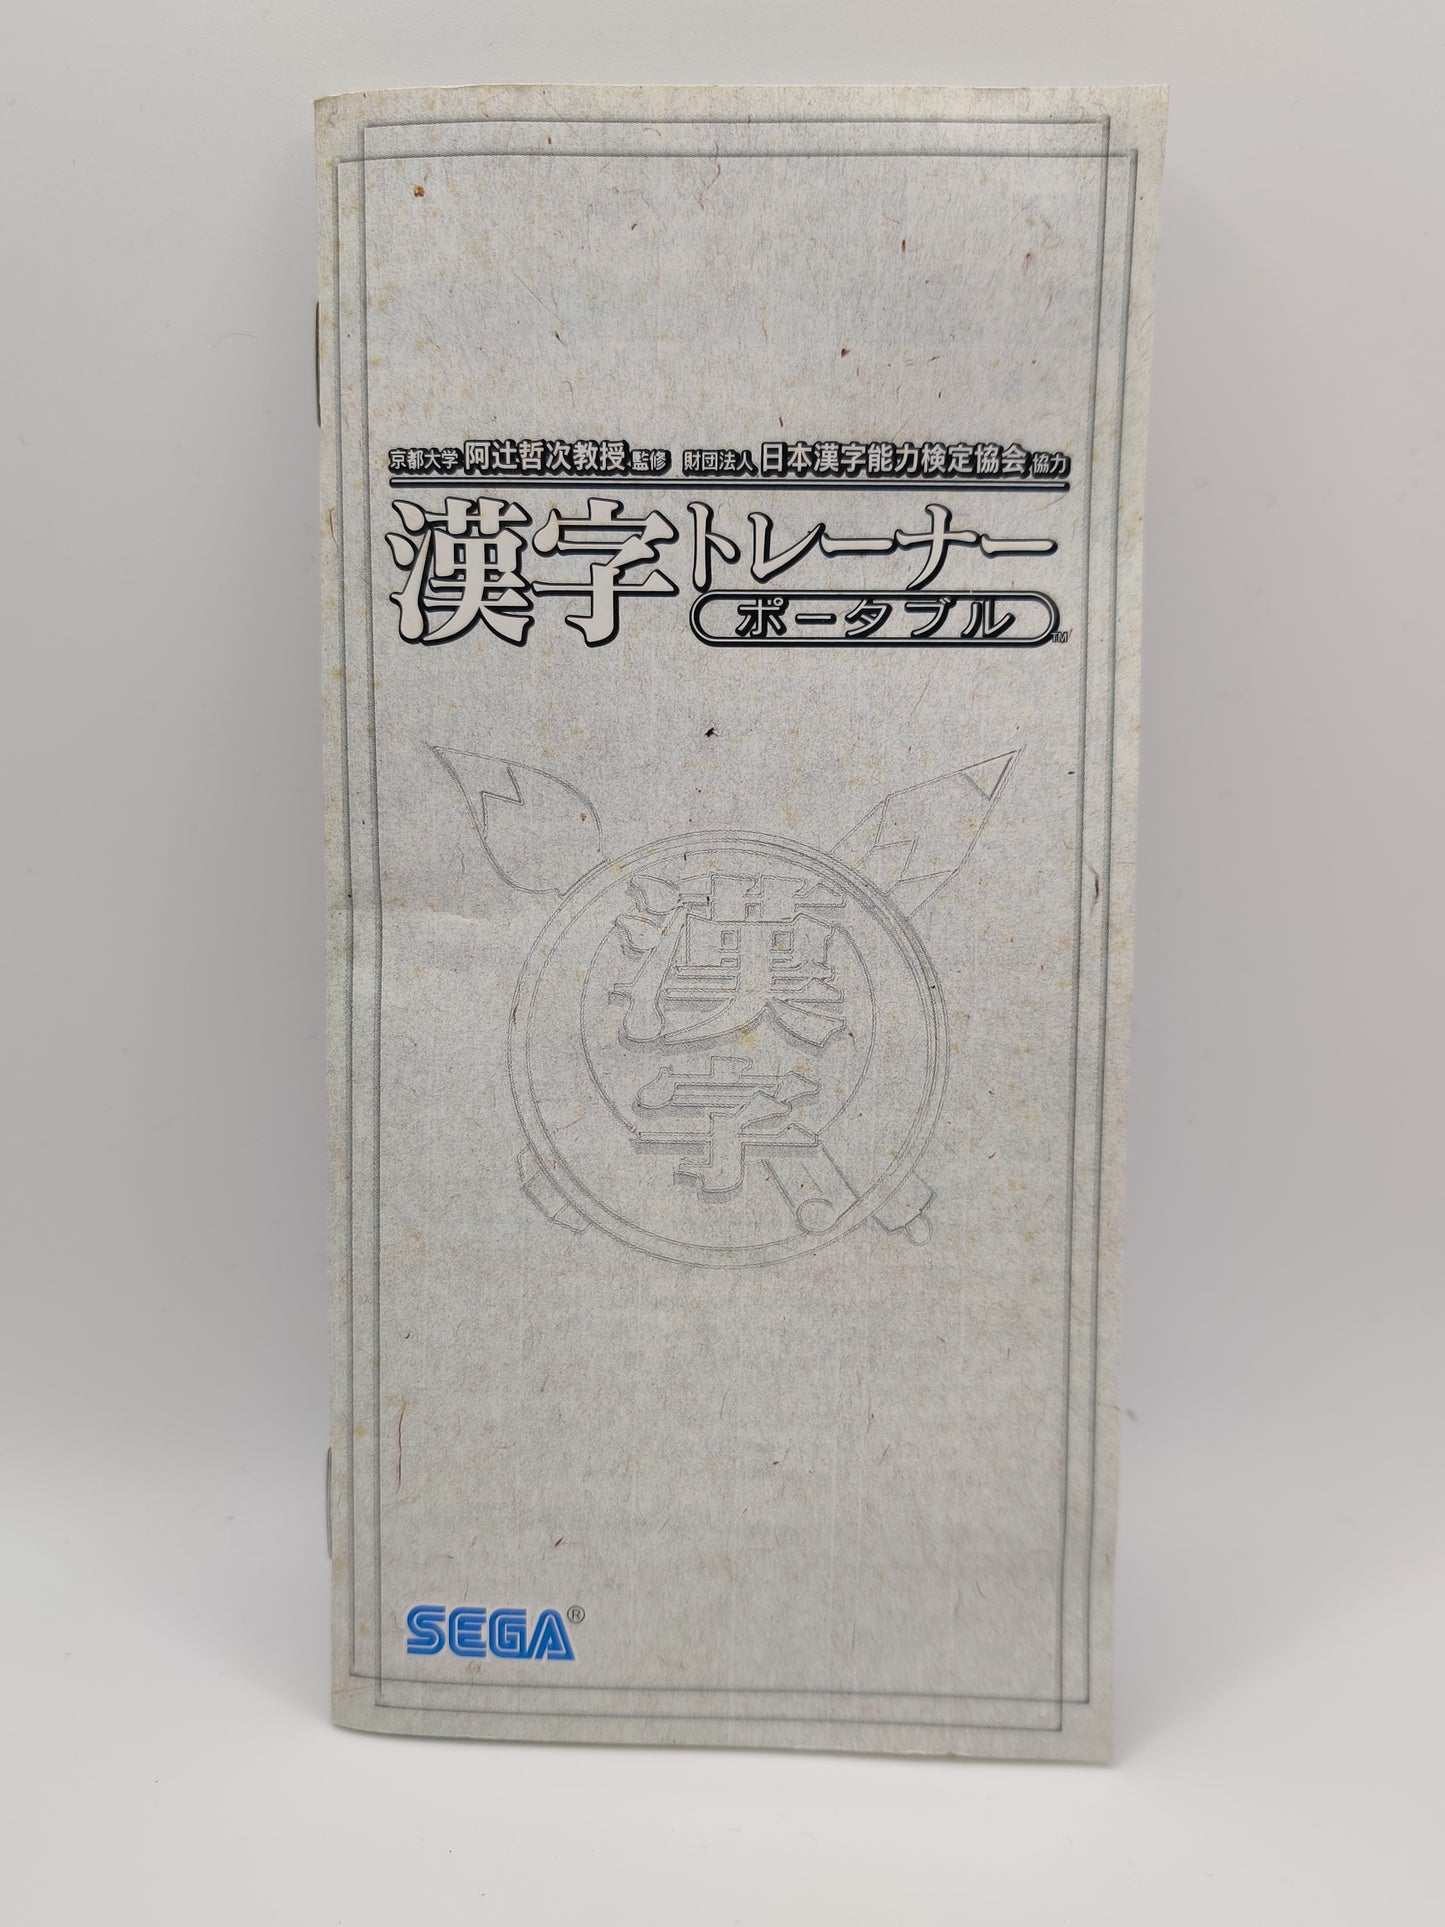 京都大学 阿辻哲次教授 監修 財団法人 日本漢字能力検定協会 協力
漢字トレーナー
ポータブル™
漢
字
SEGA®